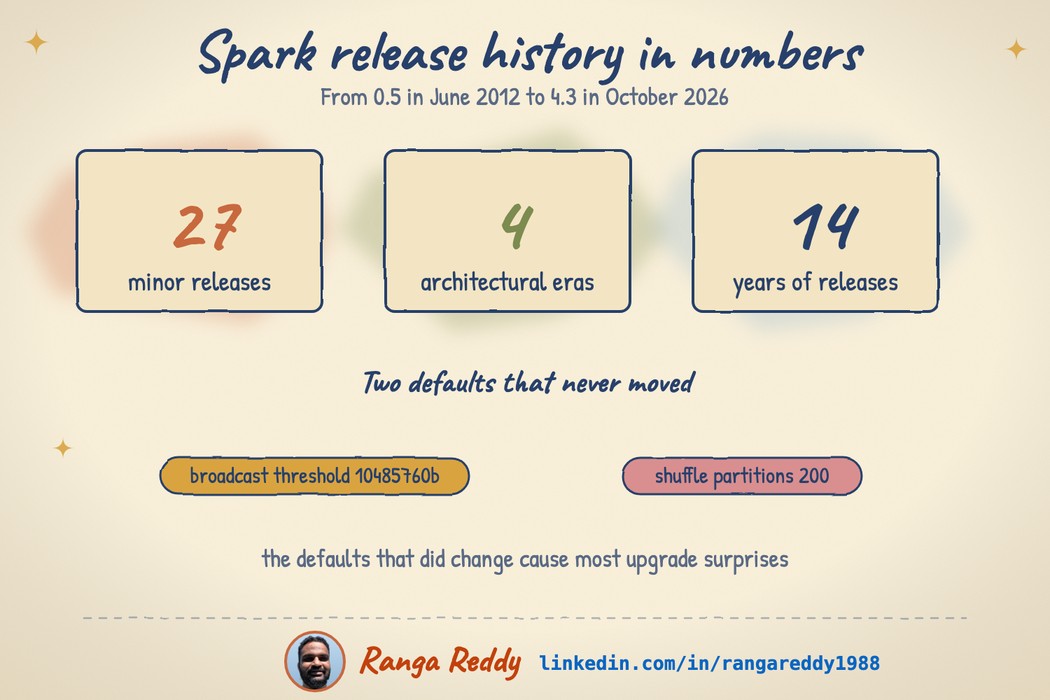 Spark release history in numbers
From 0.5 in June 2012 to 4.3 in October 2026
27
minor releases
4
architectural eras
14
years of releases
Two defaults that never moved
broadcast threshold 10485760b
shuffle partitions 200
the defaults that did change cause most upgrade surprises
Ranga Reddy
linkedin.com/in/rangareddy1988